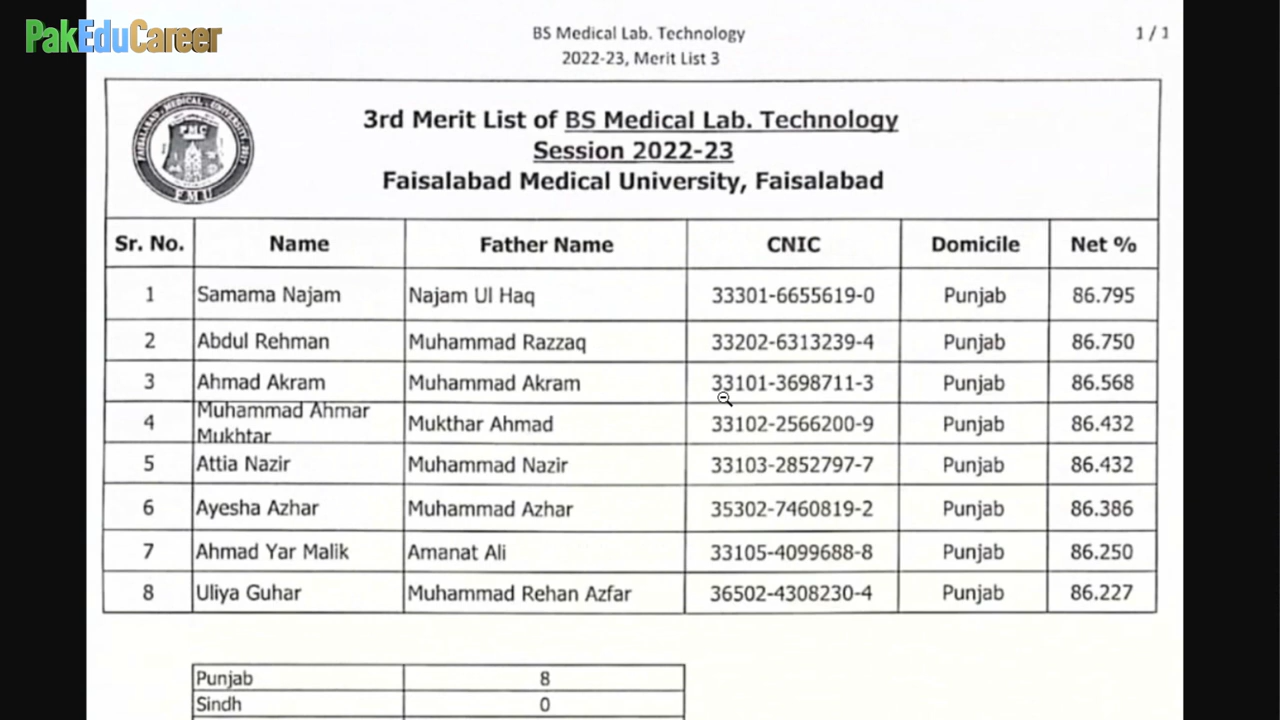 PakEduCareer
BS Medical Lab. Technology
2022-23, Merit List 3
1 / 1
3rd Merit List of BS Medical Lab. Technology
Session 2022-23
Faisalabad Medical University, Faisalabad
Sr. No. Name Father Name CNIC Domicile Net %
1 Samama Najam Najam Ul Haq 33301-6655619-0 Punjab 86.795
2 Abdul Rehman Muhammad Razzaq 33202-6313239-4 Punjab 86.750
3 Ahmad Akram Muhammad Akram 33101-3698711-3 Punjab 86.568
4 Muhammad Ahmar Mukhtar Mukthar Ahmad 33102-2566200-9 Punjab 86.432
5 Attia Nazir Muhammad Nazir 33103-2852797-7 Punjab 86.432
6 Ayesha Azhar Muhammad Azhar 35302-7460819-2 Punjab 86.386
7 Ahmad Yar Malik Amanat Ali 33105-4099688-8 Punjab 86.250
8 Uliya Guhar Muhammad Rehan Azfar 36502-4308230-4 Punjab 86.227
Punjab 8
Sindh 0